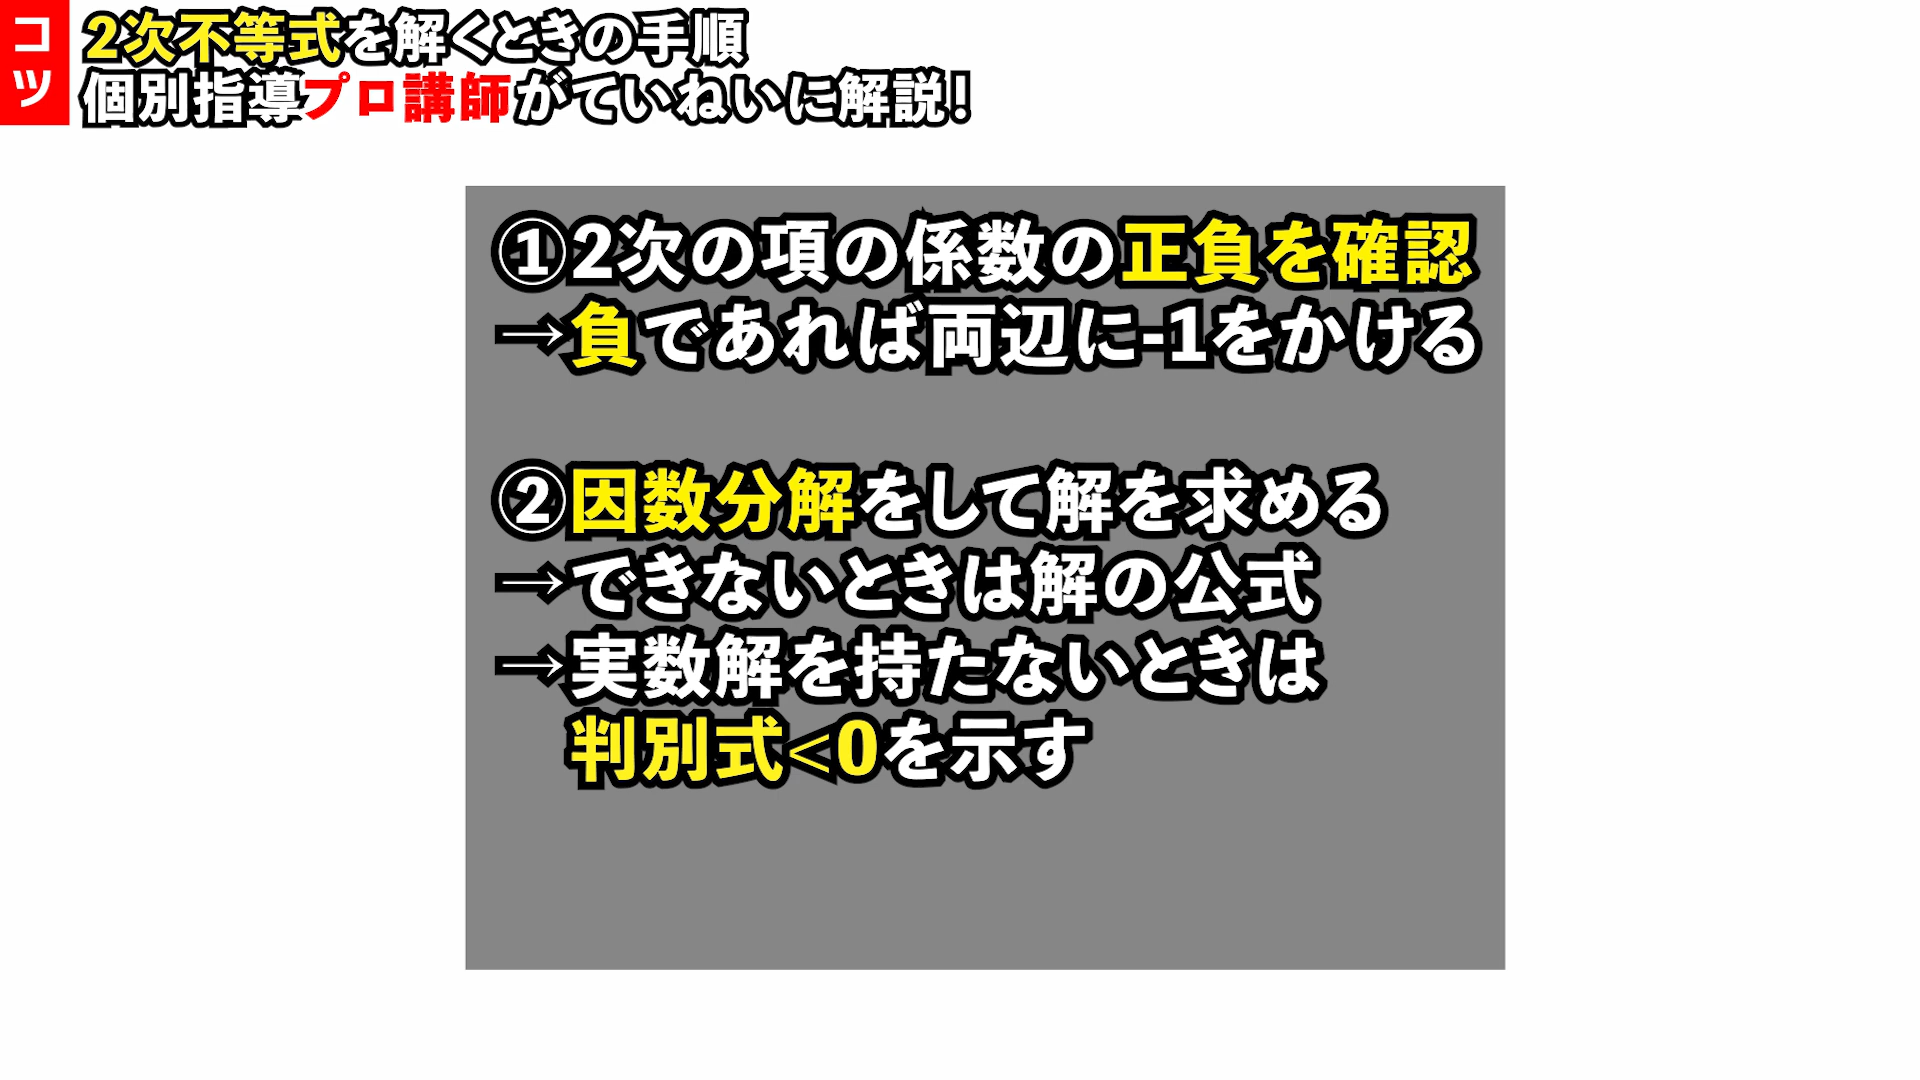 コツ
2次不等式を解くときの手順
個別指導プロ講師がていねいに解説!
①2次の項の係数の正負を確認
→負であれば両辺に-1をかける
②因数分解をして解を求める
→できないときは解の公式
→実数解を持たないときは
判別式<0を示す